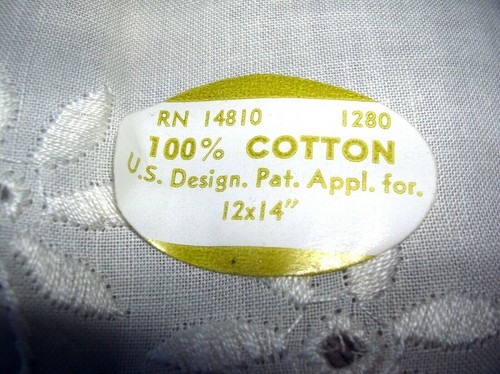 RN 14810 1280
100% COTTON
U.S. Design. Pat. Appl. for.
12x14"